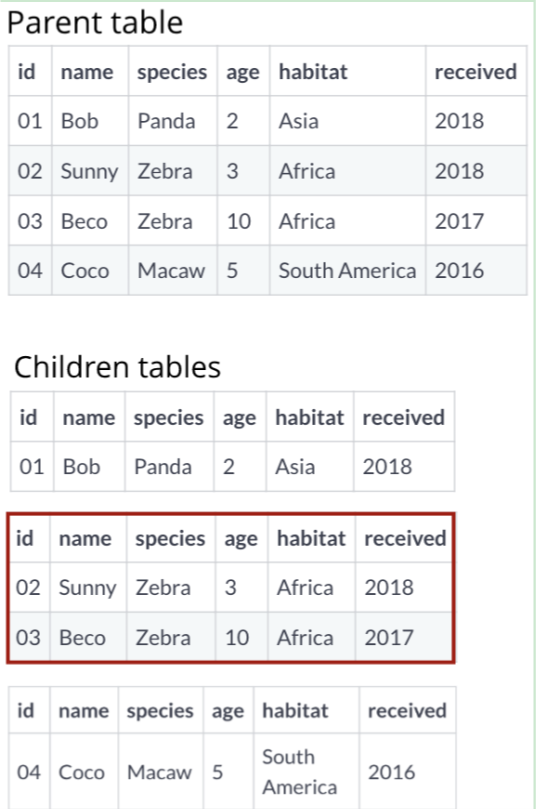 Parent table
id name species age habitat received
01 Bob Panda 2 Asia 2018
02 Sunny Zebra 3 Africa 2018
03 Beco Zebra 10 Africa 2017
04 Coco Macaw 5 South America 2016
Children tables
id name species age habitat received
01 Bob Panda 2 Asia 2018
id name species age habitat received
02 Sunny Zebra 3 Africa 2018
03 Beco Zebra 10 Africa 2017
id name species age habitat received
04 Coco Macaw 5 South America 2016